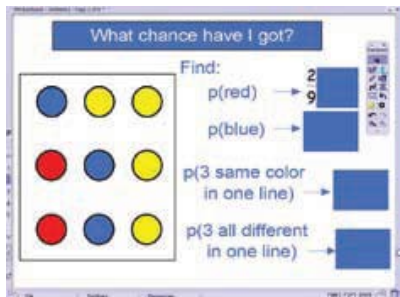 What chance have I got?
Find:
p(red)
2
9
p(blue)
p(3 same color
in one line)
p(3 all different
in one line)